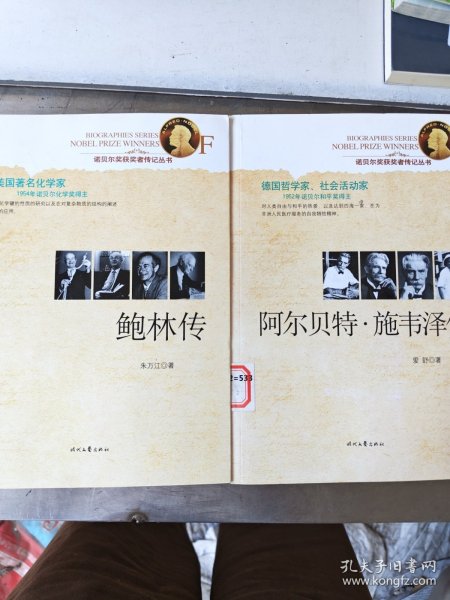 BIOGRAPHIES SERIES
NOBEL PRIZE WINNERS
诺贝尔奖获奖者传记丛书
F
美国著名化学家
1954年诺贝尔化学奖得主
鲍林传
朱万江◎著
时代文艺出版社
BIOGRAPHIES SERIES
NOBEL PRIZE WINNERS
诺贝尔奖获奖者传记丛书
德国哲学家、社会活动家
1952年诺贝尔和平奖得主
阿尔贝特·施韦泽传
爱舒◎著
2=533
时代文艺出版社
孔夫子旧书网
www.kongfz.com